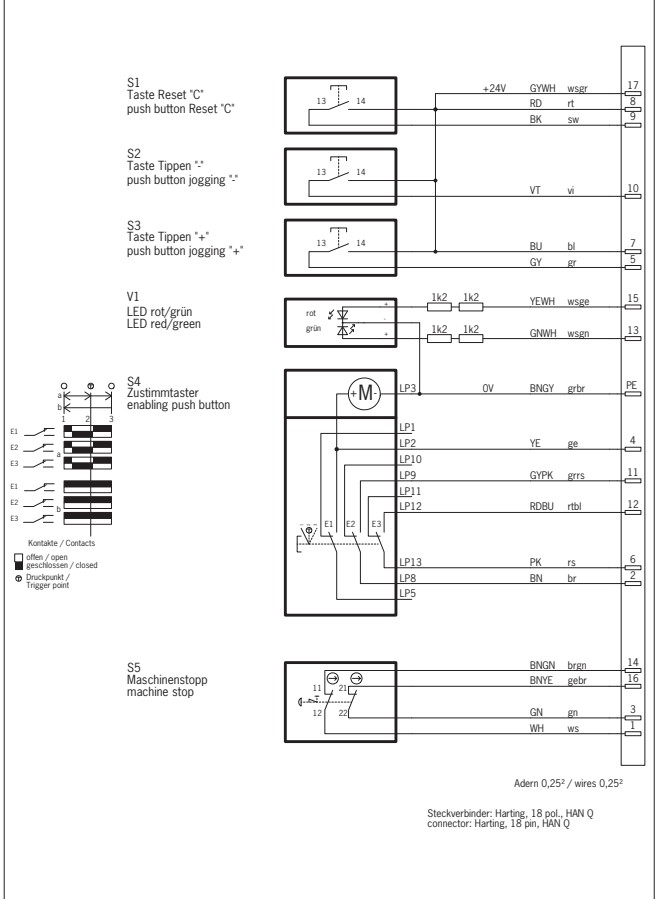 S1
Taste Reset "C"
push button Reset "C"
13 14
+24V GYWH wsgr 17
RD rt 8
BK sw 9
S2
Taste Tippen "-"
push button jogging "-"
13 14
VT vi 10
S3
Taste Tippen "+"
push button jogging "+"
13 14
BU bl 7
GY gr 5
V1
LED rot/grün
LED red/green
rot +
-
grün +
1k2 1k2 YEWH wsge 15
1k2 1k2 GNWH wsgn 13
S4
Zustimmtaster
enabling push button
+M-
LP3 0V BNGY grbr PE
LP1
LP2 YE ge 4
LP10
LP9 GYPK grrs 11
LP11
LP12 RDBU rtbl 12
E1 E2 E3
LP13 PK rs 6
LP8 BN br 2
LP5
a
b
1 2 3
E1
E2 a
E3
E1
E2 b
E3
Kontakte / Contacts
offen / open
geschlossen / closed
Druckpunkt /
Trigger point
S5
Maschinenstopp
machine stop
11 21
12 22
BNGN brgn 14
BNYE gebr 16
GN gn 3
WH ws 1
Adern 0,25² / wires 0,25²
Steckverbinder: Harting, 18 pol., HAN Q
connector: Harting, 18 pin, HAN Q